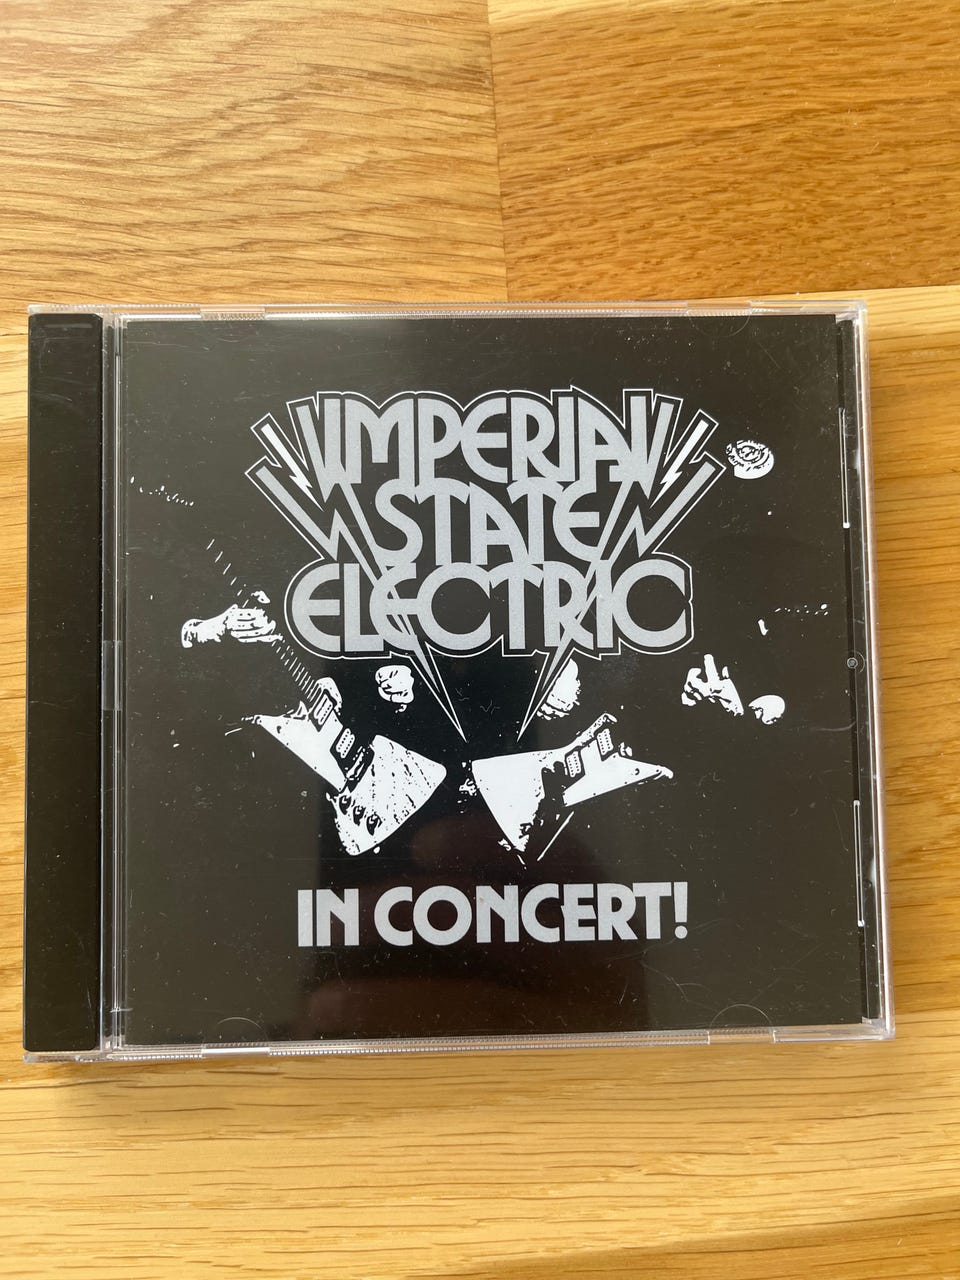 IMPERIAL
STATE
ELECTRIC
IN CONCERT!